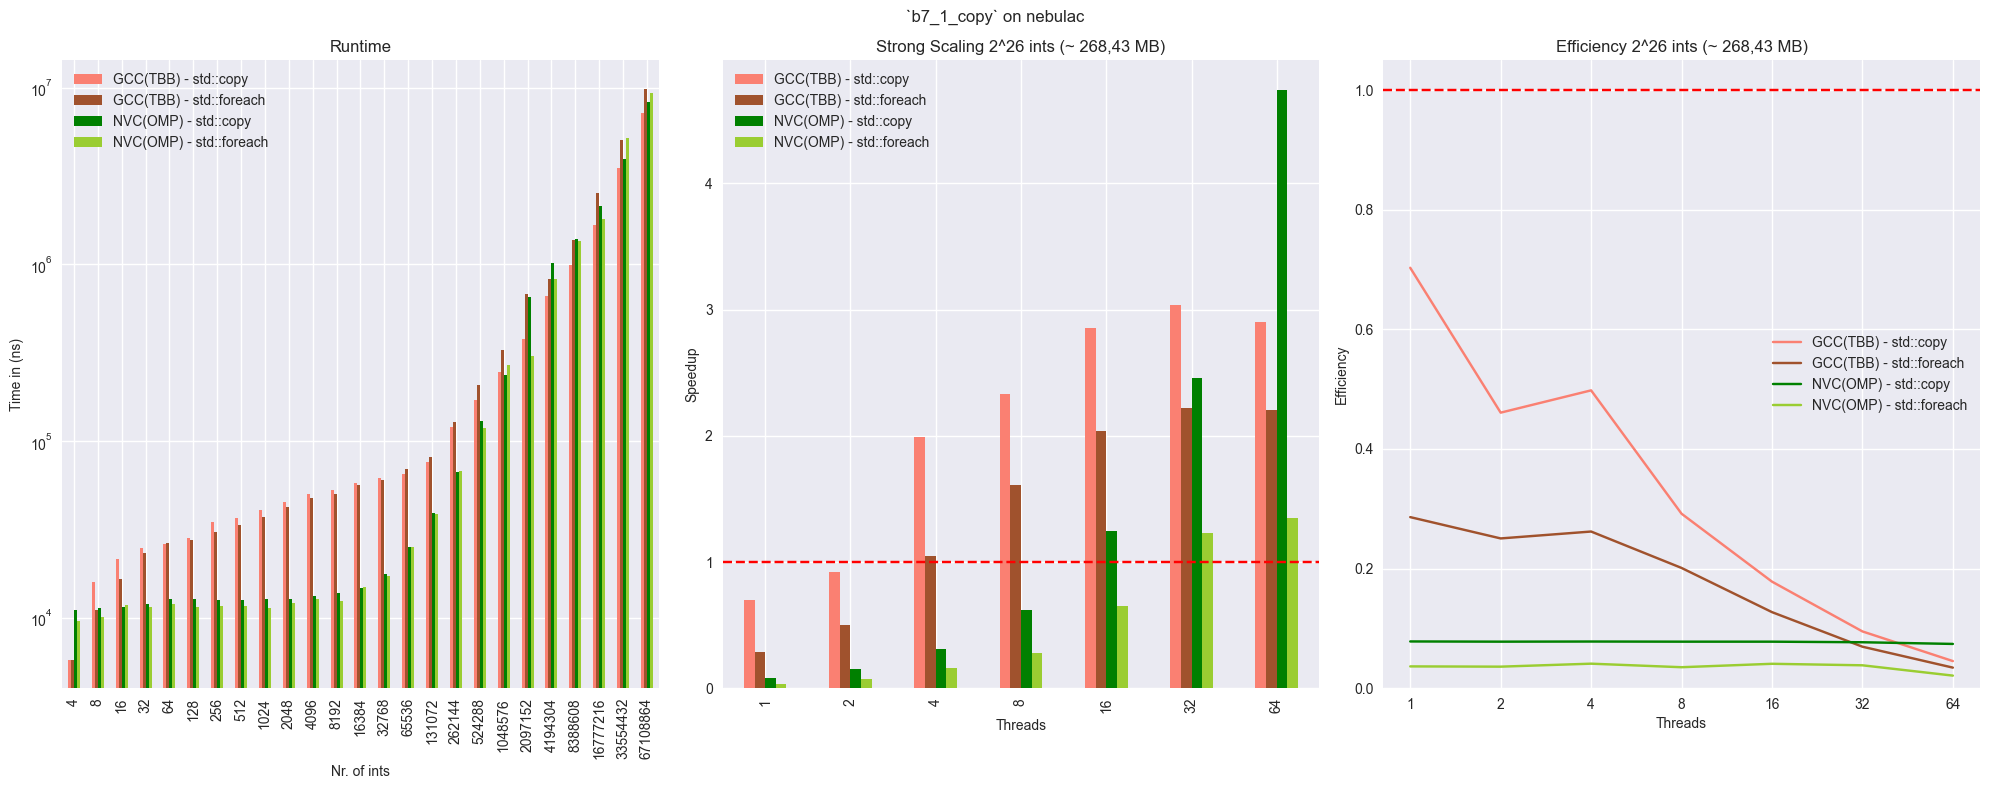 `b7_1_copy` on nebulac
Runtime
10^7
10^6
10^5
10^4
Time in (ns)
GCC(TBB) - std::copy
GCC(TBB) - std::foreach
NVC(OMP) - std::copy
NVC(OMP) - std::foreach
4 8 16 32 64 128 256 512 1024 2048 4096 8192 16384 32768 65536 131072 262144 524288 1048576 2097152 4194304 8388608 16777216 33554432 67108864
Nr. of ints
Strong Scaling 2^26 ints (~ 268,43 MB)
4
3
2
1
0
Speedup
GCC(TBB) - std::copy
GCC(TBB) - std::foreach
NVC(OMP) - std::copy
NVC(OMP) - std::foreach
1 2 4 8 16 32 64
Threads
Efficiency 2^26 ints (~ 268,43 MB)
1.0
0.8
0.6
0.4
0.2
0.0
Efficiency
GCC(TBB) - std::copy
GCC(TBB) - std::foreach
NVC(OMP) - std::copy
NVC(OMP) - std::foreach
1 2 4 8 16 32 64
Threads